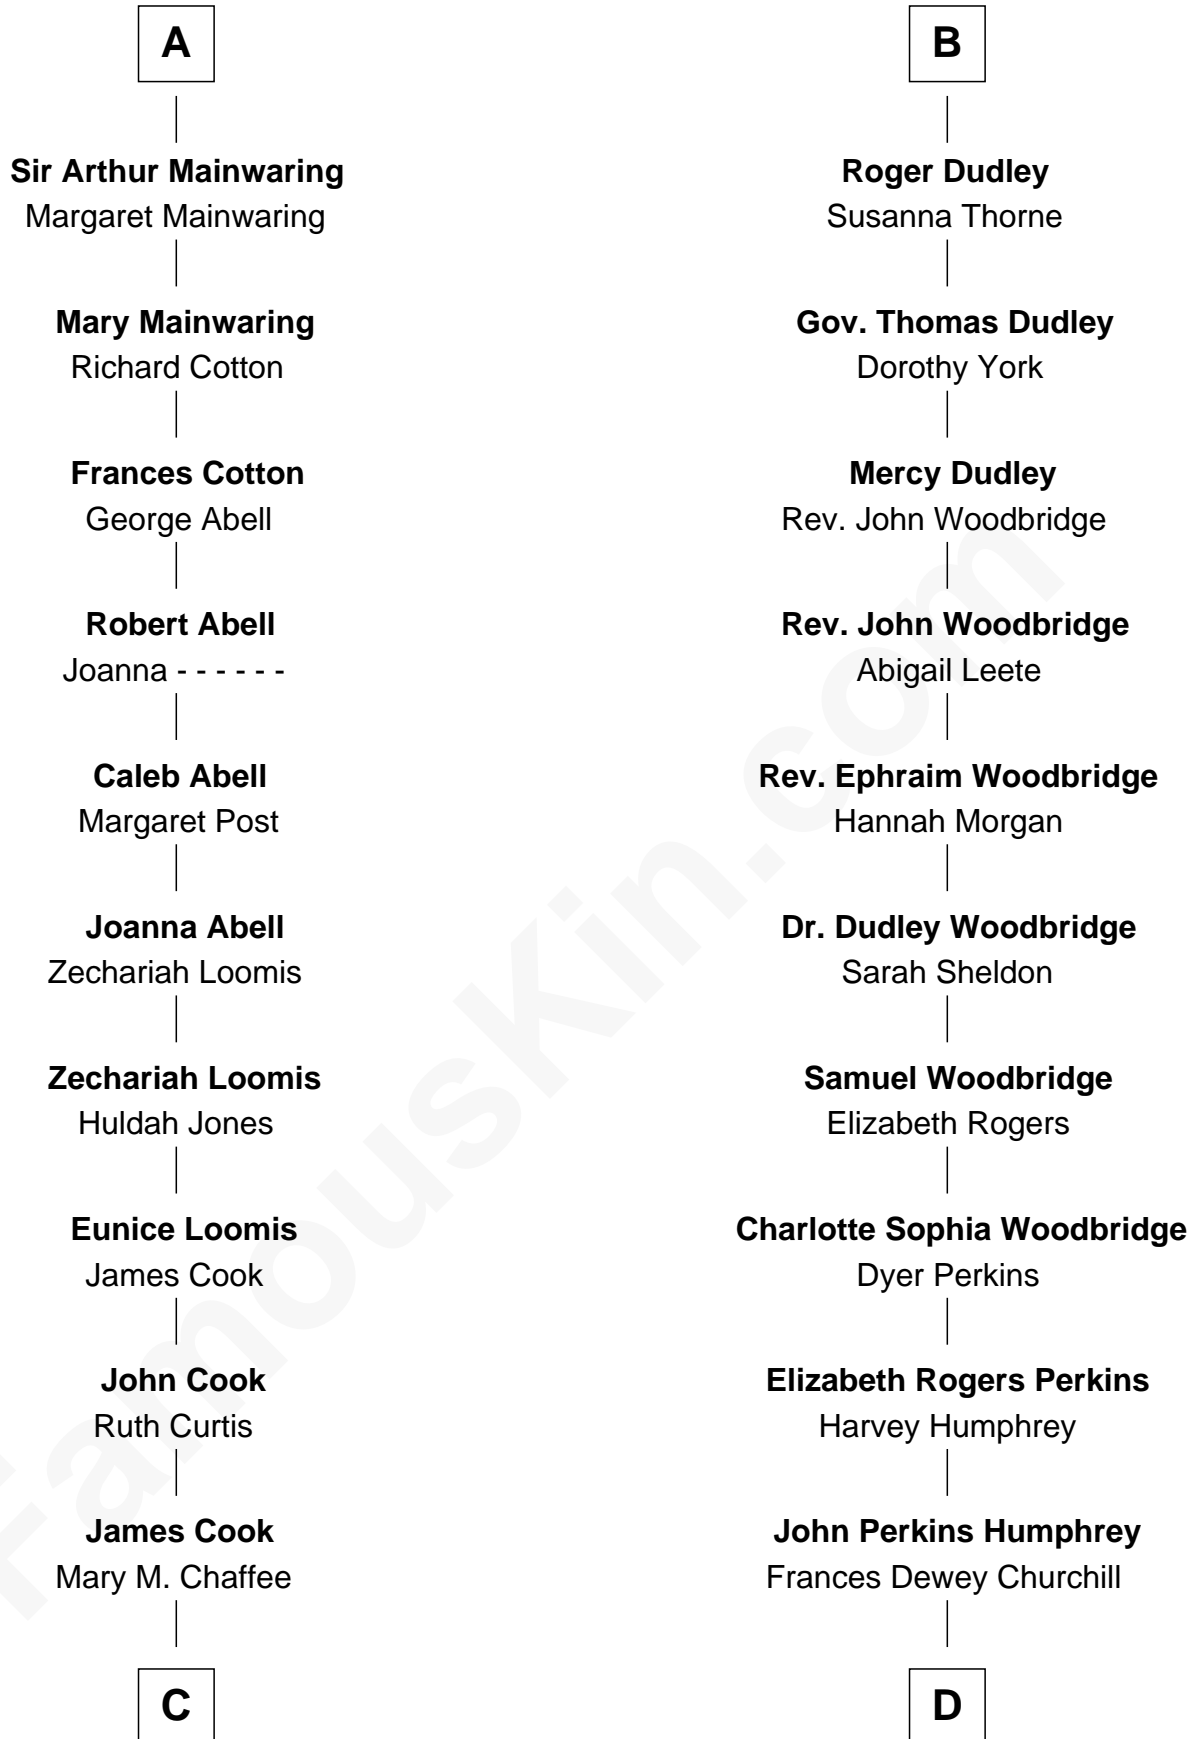 A
Sir Arthur Mainwaring
Margaret Mainwaring
Mary Mainwaring
Richard Cotton
Frances Cotton
George Abell
Robert Abell
Joanna - - - - - -
Caleb Abell
Margaret Post
Joanna Abell
Zechariah Loomis
Zechariah Loomis
Huldah Jones
Eunice Loomis
James Cook
John Cook
Ruth Curtis
James Cook
Mary M. Chaffee
C
B
Roger Dudley
Susanna Thorne
Gov. Thomas Dudley
Dorothy York
Mercy Dudley
Rev. John Woodbridge
Rev. John Woodbridge
Abigail Leete
Rev. Ephraim Woodbridge
Hannah Morgan
Dr. Dudley Woodbridge
Sarah Sheldon
Samuel Woodbridge
Elizabeth Rogers
Charlotte Sophia Woodbridge
Dyer Perkins
Elizabeth Rogers Perkins
Harvey Humphrey
John Perkins Humphrey
Frances Dewey Churchill
D
FamousKin.com